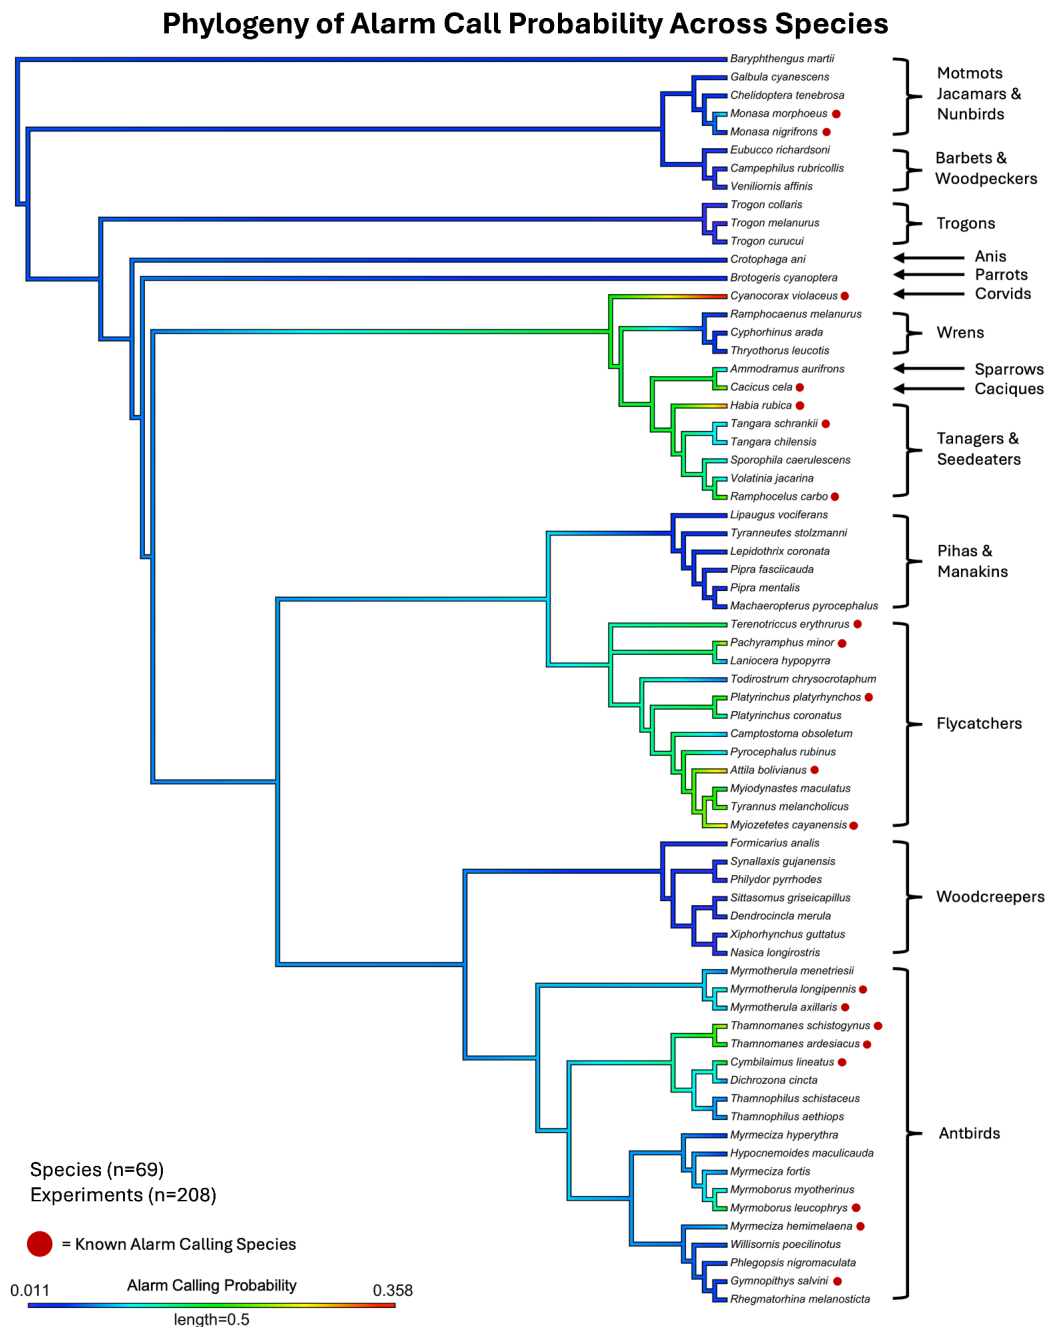 Phylogeny of Alarm Call Probability Across Species
Baryphthengus martii
Galbula cyanescens
Chelidoptera tenebrosa
Monasa morphoeus
Monasa nigrifrons
Motmots
Jacamars &
Nunbirds
Eubucco richardsoni
Campephilus rubricollis
Veniliornis affinis
Barbets &
Woodpeckers
Trogon collaris
Trogon melanurus
Trogon curucui
Trogons
Crotophaga ani
Anis
Brotogeris cyanoptera
Parrots
Cyanocorax violaceus
Corvids
Ramphocaenus melanurus
Cyphorhinus arada
Thryothorus leucotis
Wrens
Ammodramus aurifrons
Sparrows
Cacicus cela
Caciques
Habia rubica
Tangara schrankii
Tangara chilensis
Sporophila caerulescens
Volatinia jacarina
Ramphocelus carbo
Tanagers &
Seedeaters
Lipaugus vociferans
Tyranneutes stolzmanni
Lepidothrix coronata
Pipra fasciicauda
Pipra mentalis
Machaeropterus pyrocephalus
Pihas &
Manakins
Terenotriccus erythrurus
Pachyramphus minor
Laniocera hypopyrra
Todirostrum chrysocrotaphum
Platyrinchus platyrhynchos
Platyrinchus coronatus
Camptostoma obsoletum
Pyrocephalus rubinus
Attila bolivianus
Myiodynastes maculatus
Tyrannus melancholicus
Myiozetetes cayanensis
Flycatchers
Formicarius analis
Synallaxis gujanensis
Philydor pyrrhodes
Sittasomus griseicapillus
Dendrocincla merula
Xiphorhynchus guttatus
Nasica longirostris
Woodcreepers
Myrmotherula menetriesii
Myrmotherula longipennis
Myrmotherula axillaris
Thamnomanes schistogynus
Thamnomanes ardesiacus
Cymbilaimus lineatus
Dichrozona cincta
Thamnophilus schistaceus
Thamnophilus aethiops
Myrmeciza hyperythra
Hypocnemoides maculicauda
Myrmeciza fortis
Myrmoborus myotherinus
Myrmoborus leucophrys
Myrmeciza hemimelaena
Willisornis poecilinotus
Phlegopsis nigromaculata
Gymnopithys salvini
Rhegmatorhina melanosticta
Antbirds
Species (n=69)
Experiments (n=208)
= Known Alarm Calling Species
0.011 Alarm Calling Probability 0.358
length=0.5